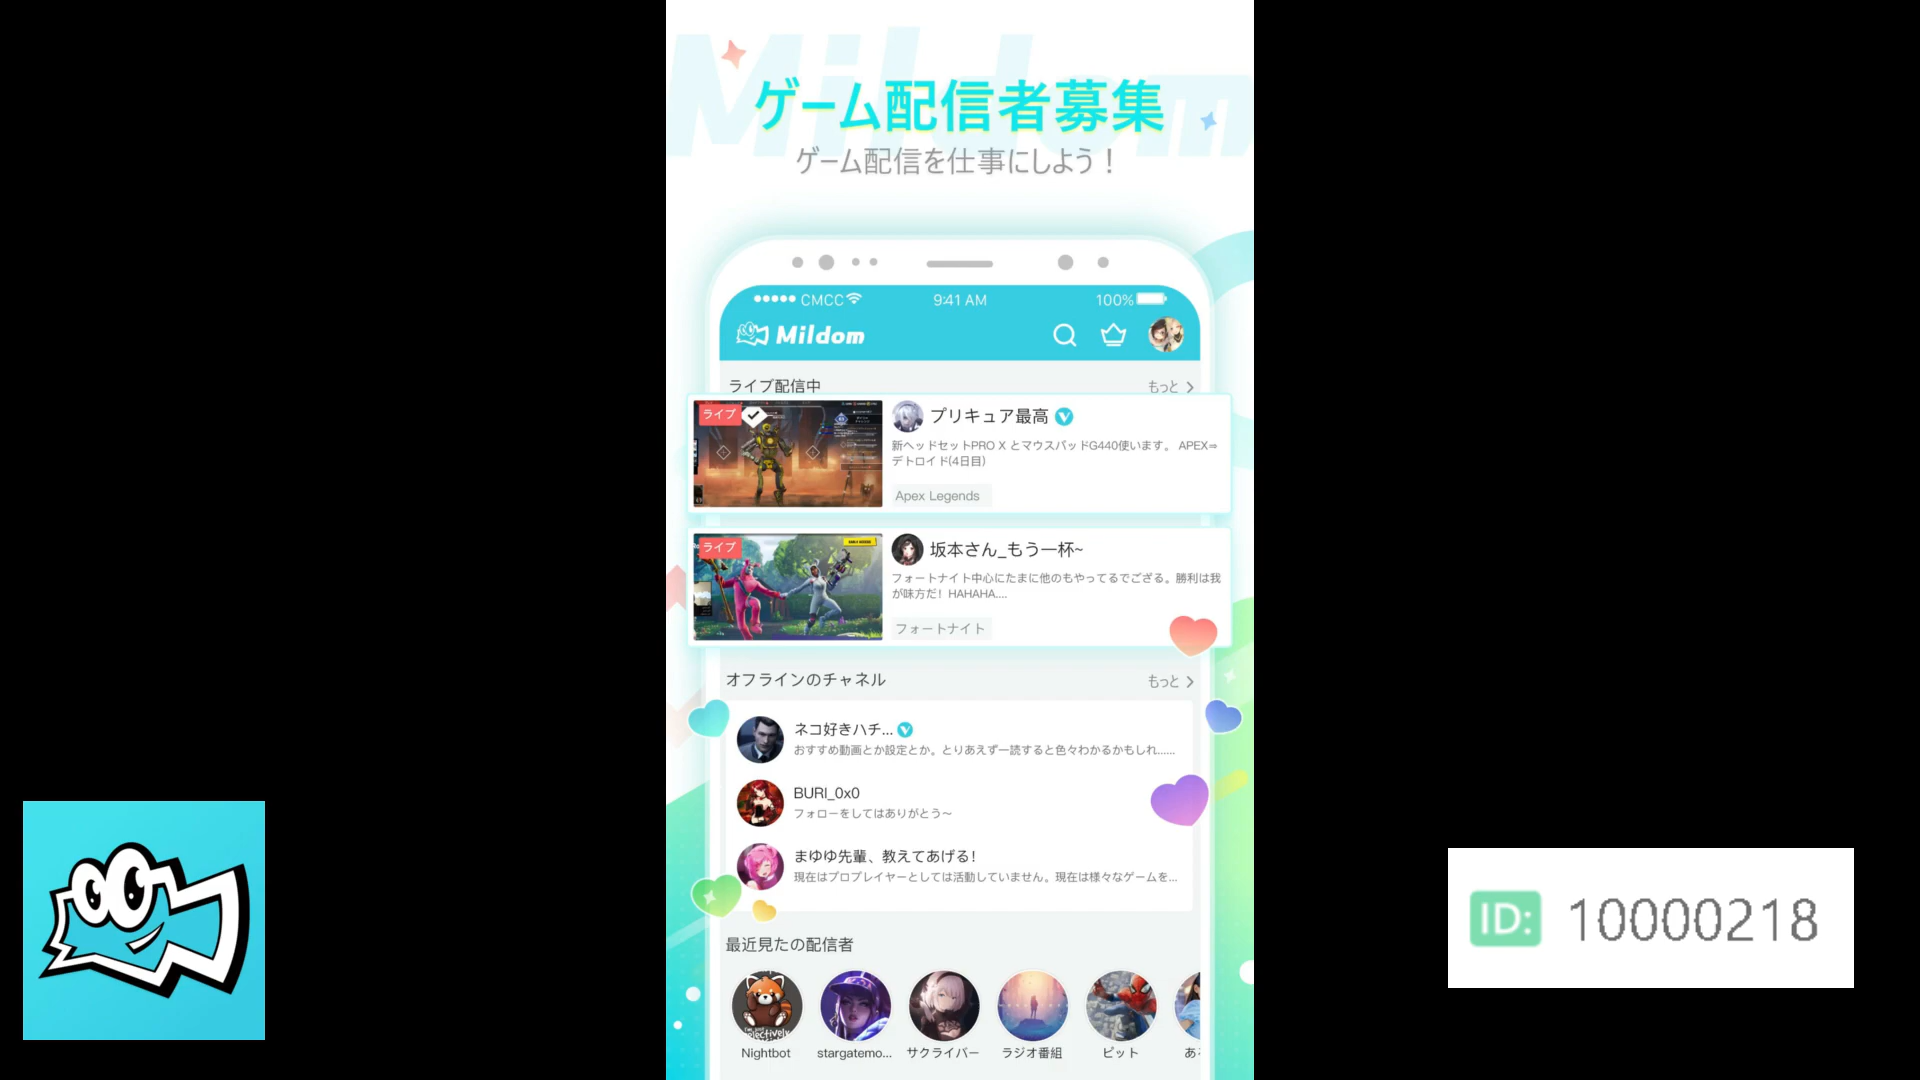 Mildom
ゲーム配信者募集
ゲーム配信を仕事にしよう！
CMCC
9:41 AM
100%
Mildom
ライブ配信中
もっと
ライブ
プリキュア最高
新ヘッドセットPRO X とマウスパッドG440使います。 APEX⇒
デトロイド(4日目)
Apex Legends
ライブ
坂本さん_もう一杯~
フォートナイト中心にたまに他のもやってるでござる。勝利は我
が味方だ！HAHAHA....
フォートナイト
オフラインのチャネル
もっと
ネコ好きハチ...
おすすめ動画とか設定とか。とりあえず一読すると色々わかるかもしれ......
BURI_0x0
フォローをしてはありがとう～
まゆゆ先輩、教えてあげる！
現在はプロプレイヤーとしては活動していません。現在は様々なゲームを...
最近見たの配信者
Nightbot
stargatemo...
サクライバー
ラジオ番組
ピット
ID: 10000218